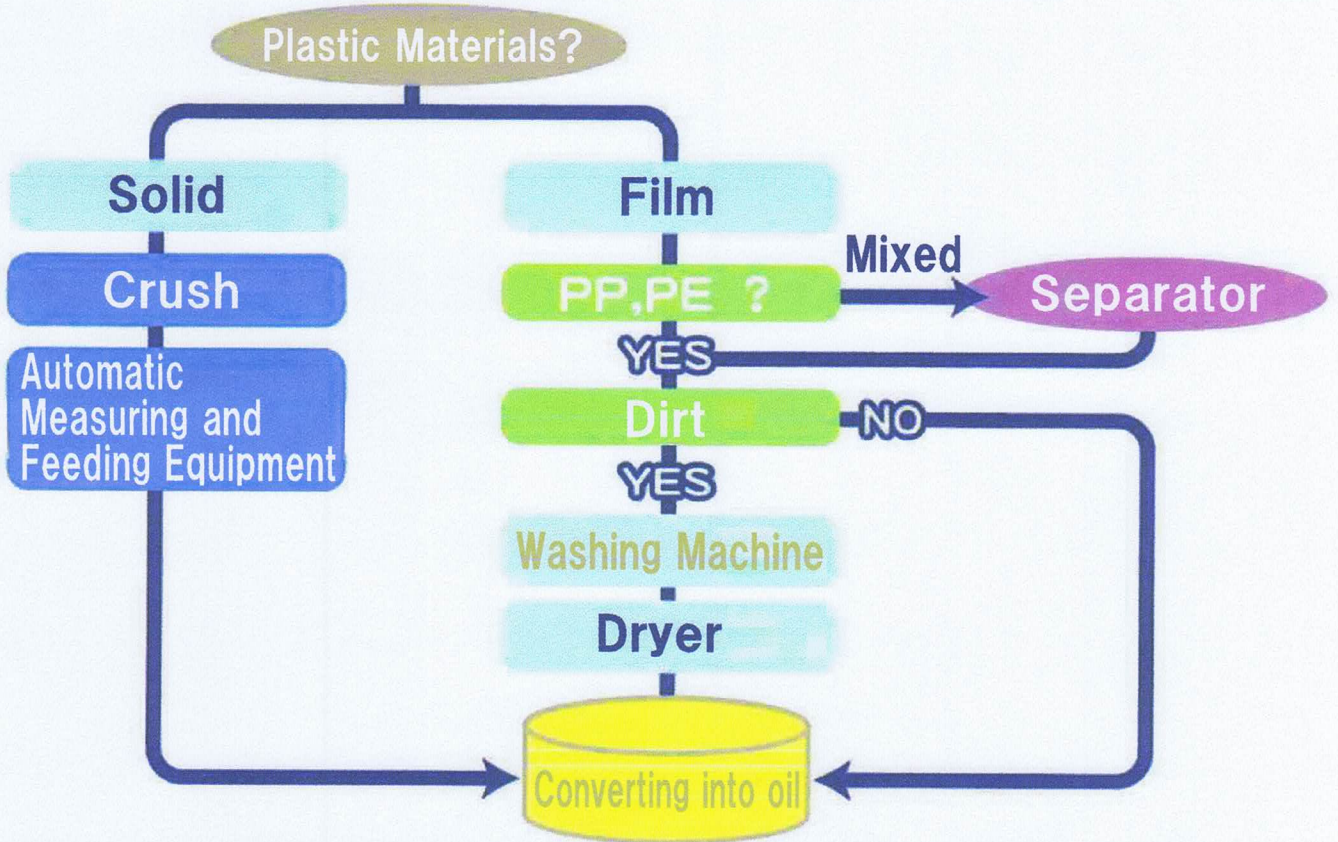 Plastic Materials?
Solid
Film
Crush
PP,PE ?
Mixed
Separator
YES
Automatic
Measuring and
Feeding Equipment
Dirt
NO
YES
Washing Machine
Dryer
Converting into oil